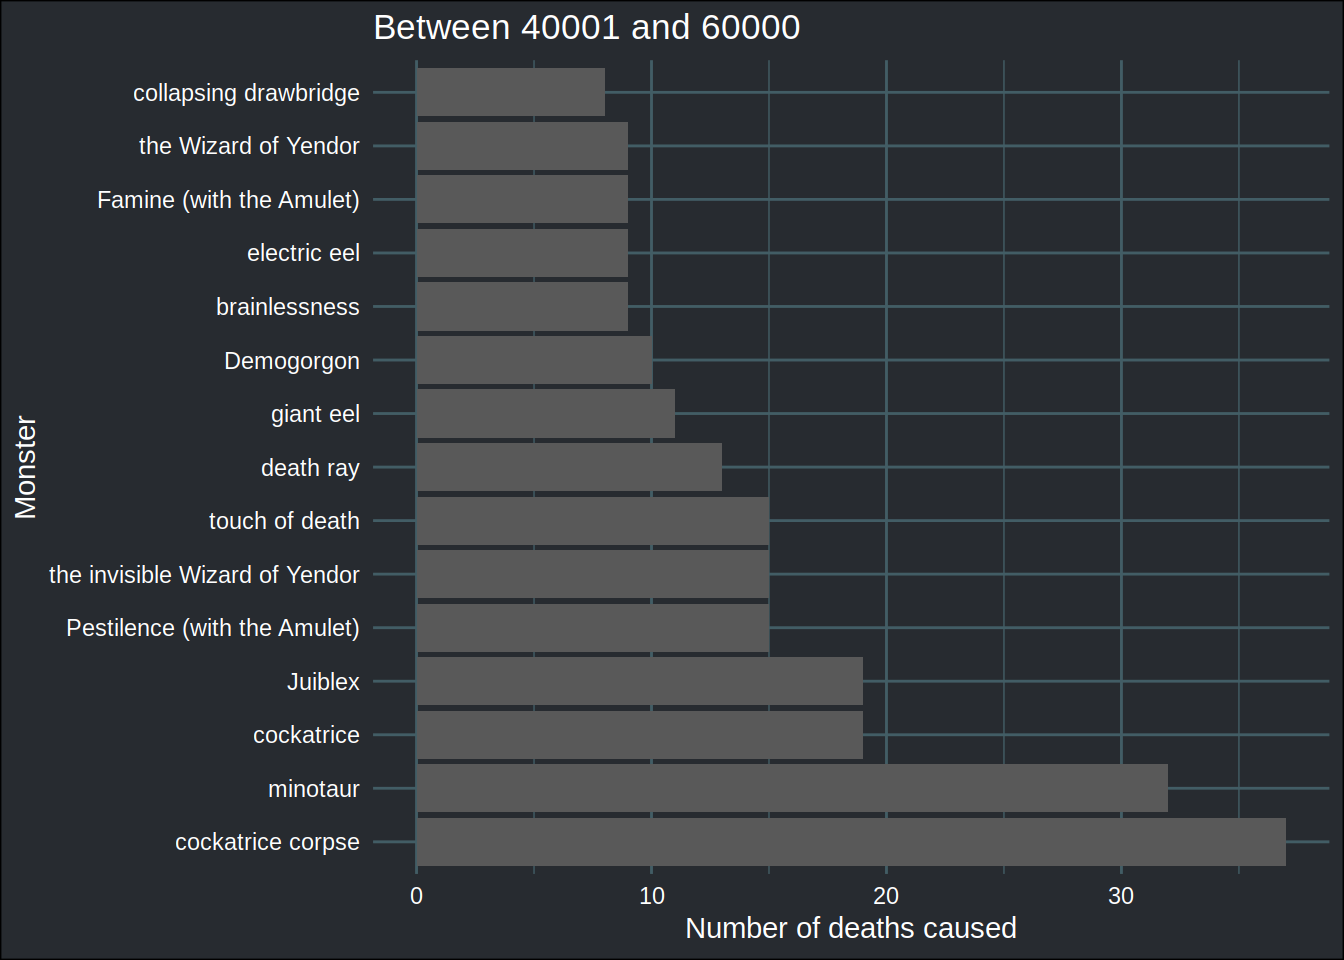 Between 40001 and 60000
Monster
collapsing drawbridge
the Wizard of Yendor
Famine (with the Amulet)
electric eel
brainlessness
Demogorgon
giant eel
death ray
touch of death
the invisible Wizard of Yendor
Pestilence (with the Amulet)
Juiblex
cockatrice
minotaur
cockatrice corpse
0 10 20 30
Number of deaths caused